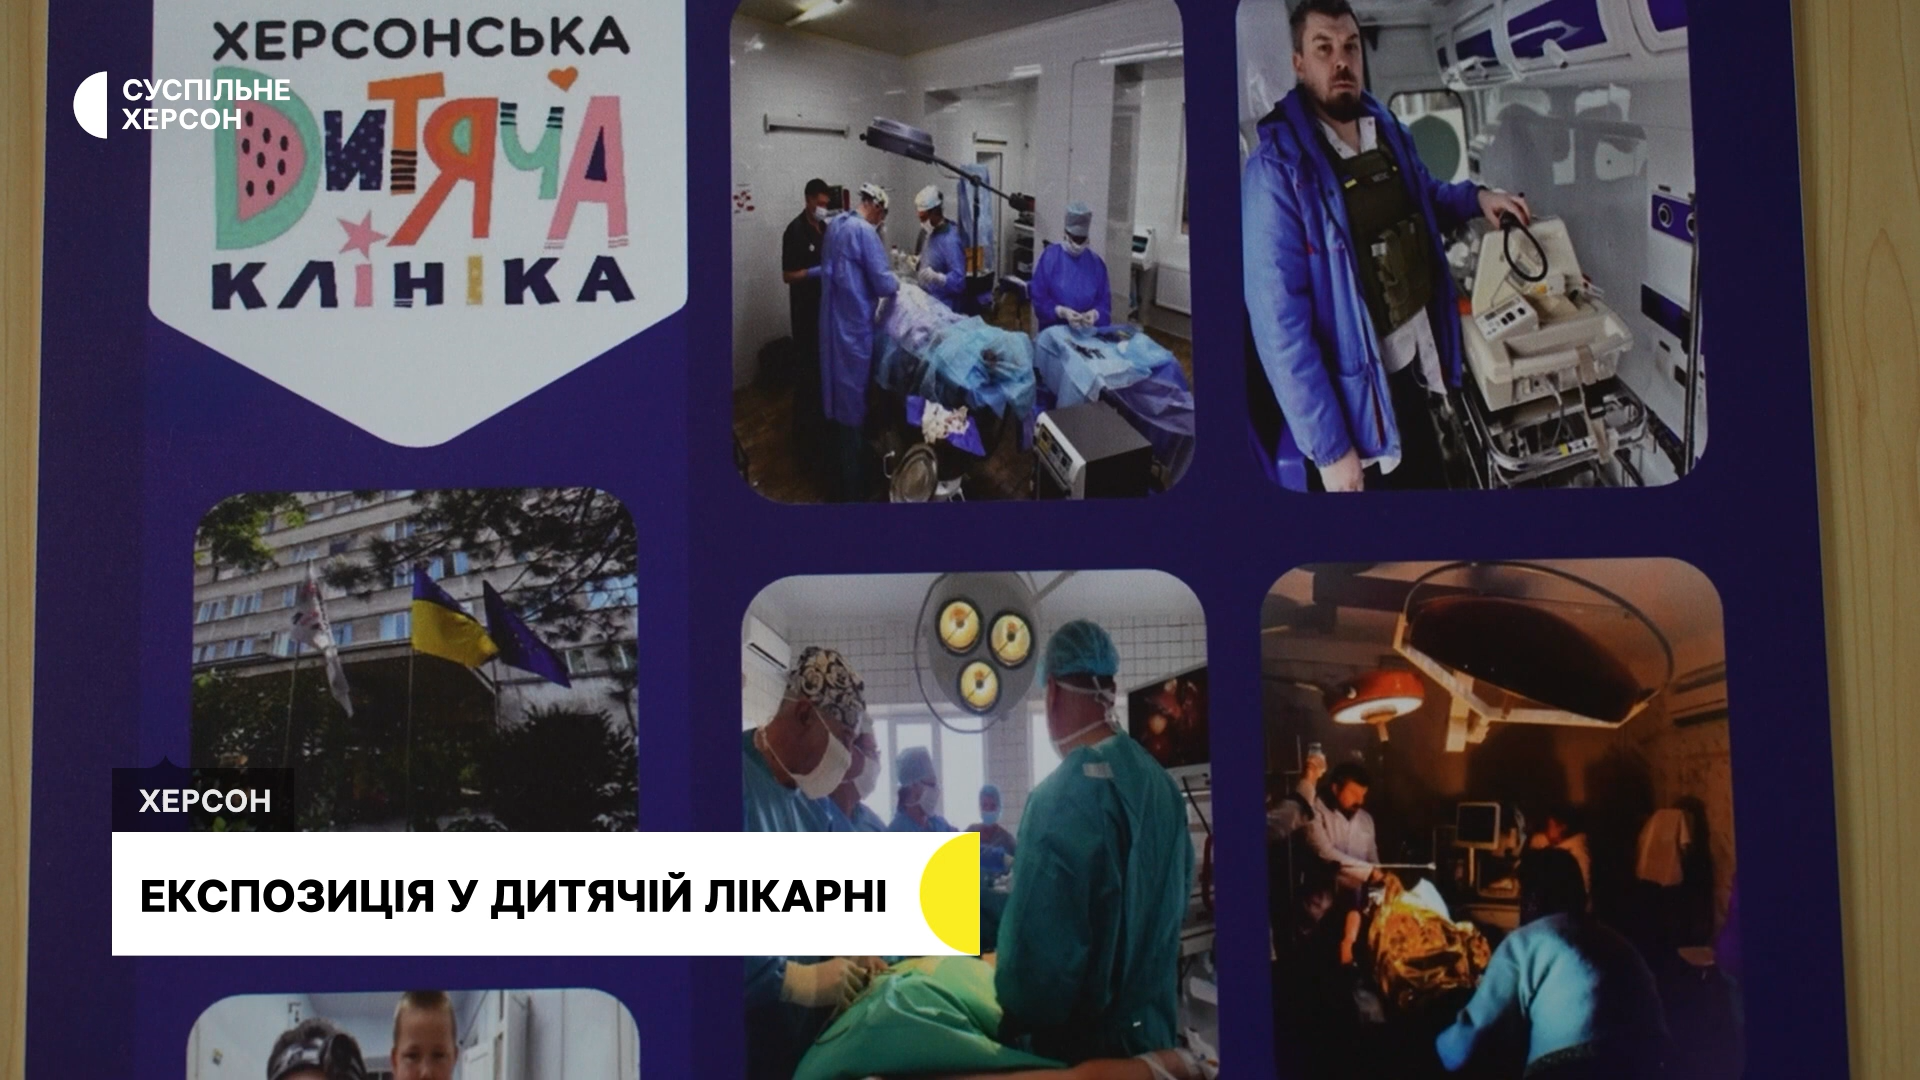 ХЕРСОНСЬКА
ДИТЯЧА
КЛІНІКА
СУСПІЛЬНЕ
ХЕРСОН
ХЕРСОН
ЕКСПОЗИЦІЯ У ДИТЯЧІЙ ЛІКАРНІ